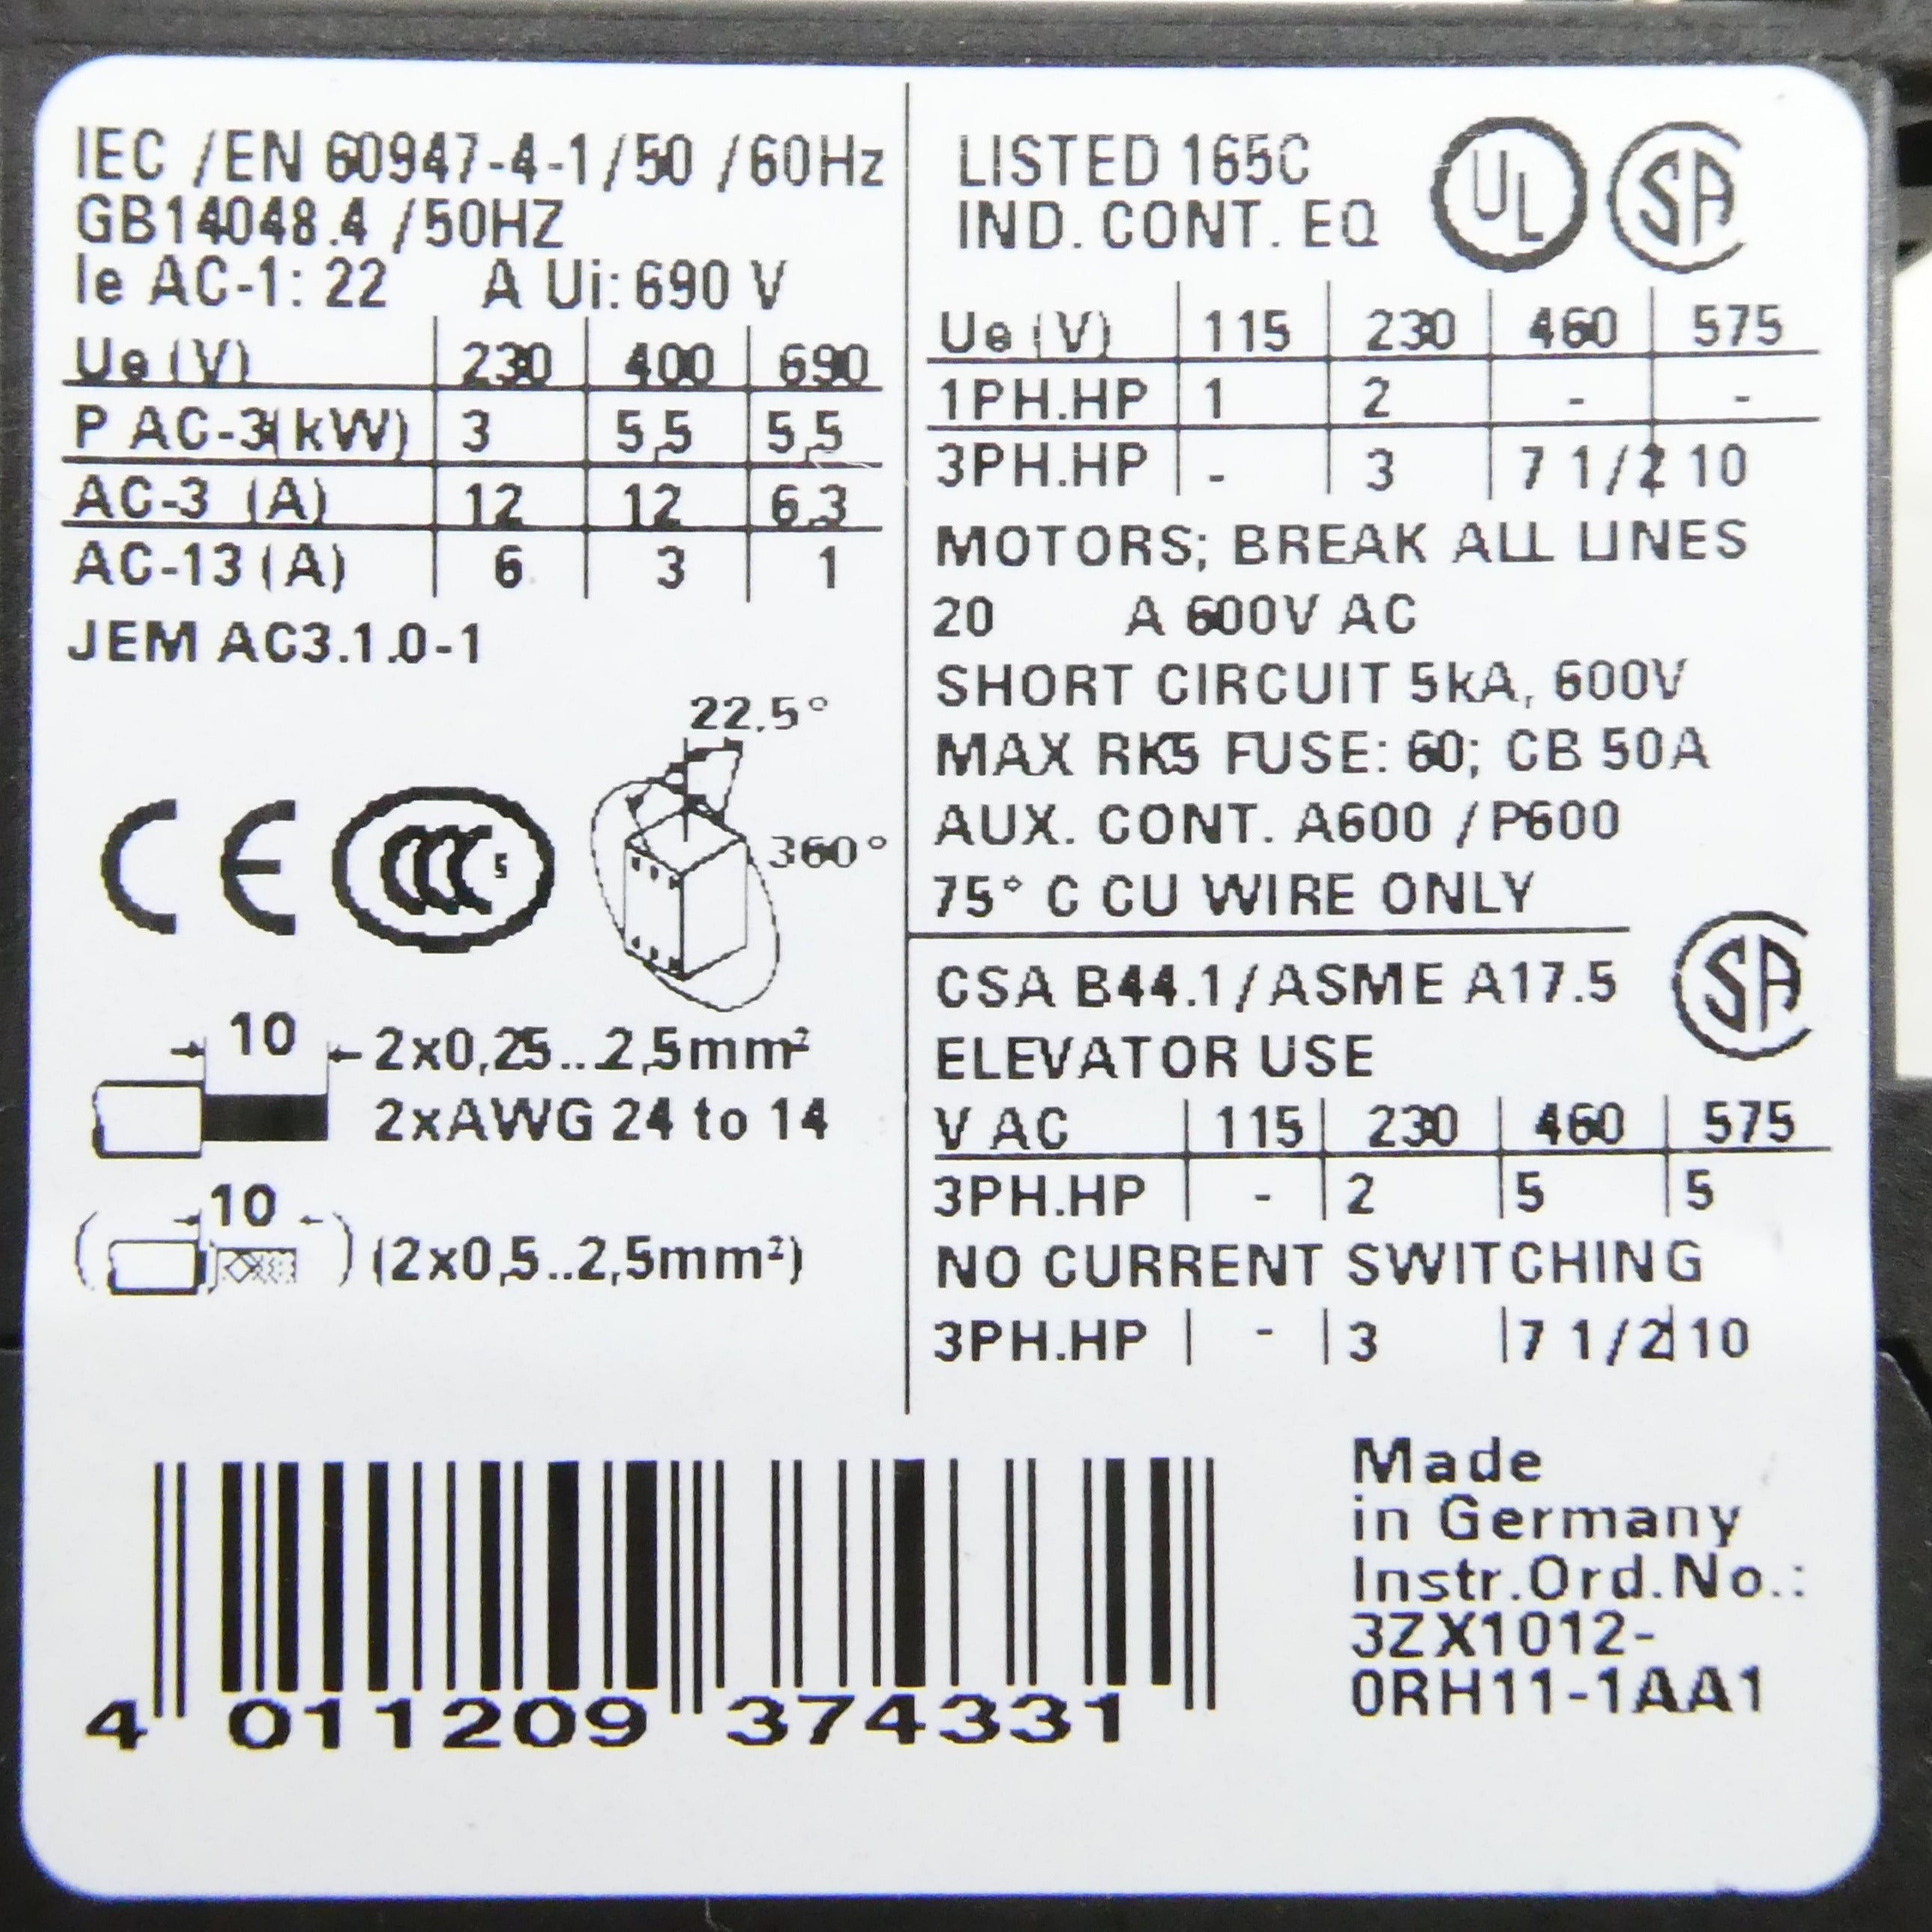 IEC /EN 60947-4-1/50 /60Hz
GB14048.4 /50HZ
Ie AC-1: 22 A Ui: 690 V
Ue (V) 230 400 690
P AC-3(kW) 3 5,5 5,5
AC-3 (A) 12 12 6,3
AC-13 (A) 6 3 1
JEM AC3.1.0-1
22,5°
CE CCC S
360°
10 2x0,25...2,5mm²
2xAWG 24 to 14
10
(2x0,5..2,5mm²)
LISTED 165C UL SA
IND. CONT. EQ
Ue (V) 115 230 460 575
1PH.HP 1 2 - -
3PH.HP - 3 7 1/2 10
MOTORS; BREAK ALL LINES
20 A 600V AC
SHORT CIRCUIT 5kA, 600V
MAX RK5 FUSE: 60; CB 50A
AUX. CONT. A600 /P600
75° C CU WIRE ONLY
CSA B44.1/ASME A17.5 SA
ELEVATOR USE
V AC 115 230 460 575
3PH.HP - 2 5 5
NO CURRENT SWITCHING
3PH.HP - 3 7 1/2 10
4 011209 374331
Made
in Germany
Instr.Ord.No.:
3ZX1012-
0RH11-1AA1